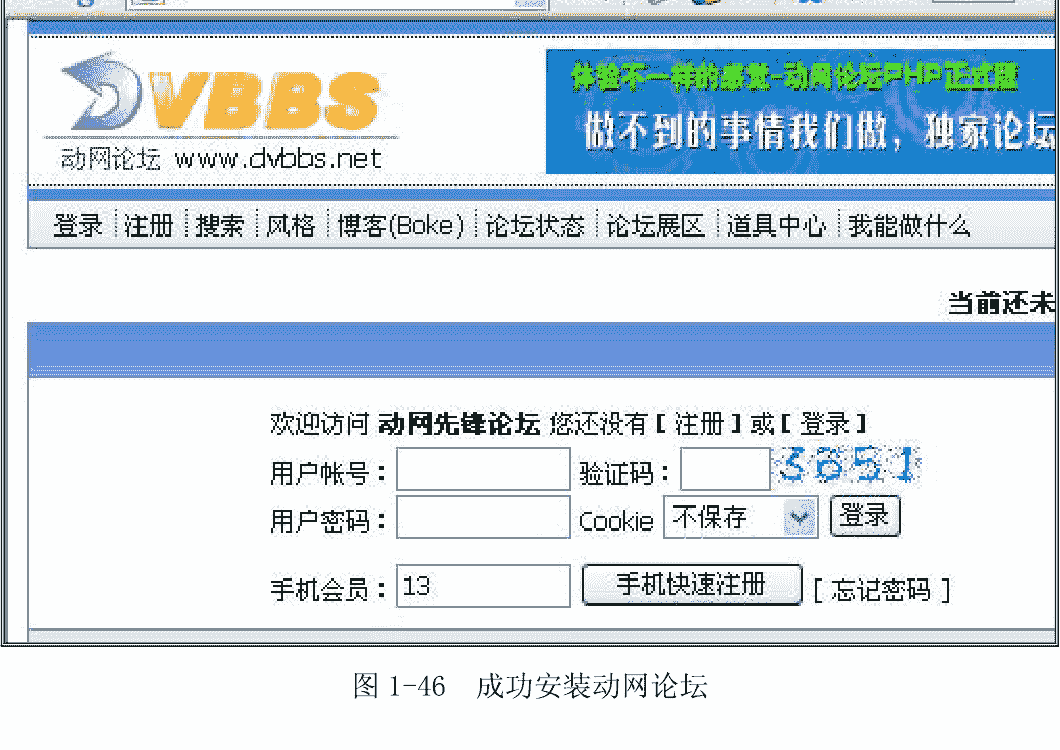 DVBBS
动网论坛 www.dvbbs.net
体验不一样的感觉-动网论坛PHP正式版
做不到的事情我们做，独家论坛
登录 注册 搜索 风格 博客(Boke) 论坛状态 论坛展区 道具中心 我能做什么
当前还未
欢迎访问 动网先锋论坛 您还没有 [ 注册 ] 或 [ 登录 ]
用户帐号： 验证码： 3651
用户密码： Cookie 不保存 登录
手机会员： 13 手机快速注册 [ 忘记密码 ]
图 1-46 成功安装动网论坛